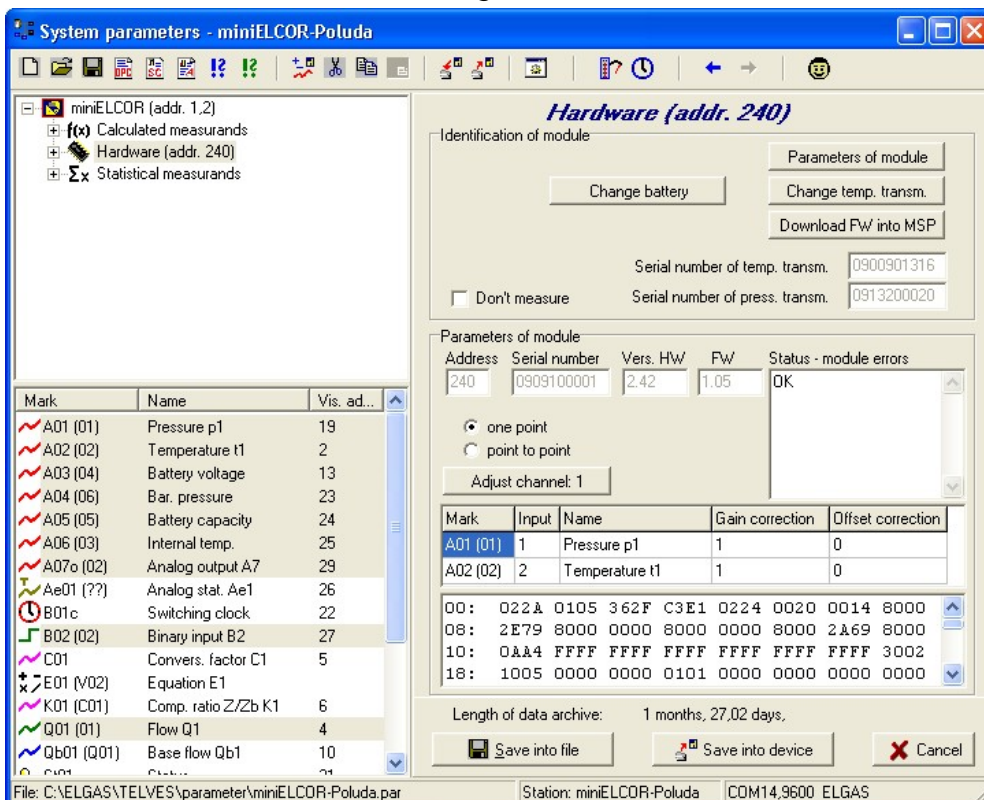 System parameters - miniELCOR-Poluda
miniELCOR (addr. 1,2)
f(x) Calculated measurands
Hardware (addr. 240)
Σx Statistical measurands
Mark Name Vis. ad...
A01 (01) Pressure p1 19
A02 (02) Temperature t1 2
A03 (04) Battery voltage 13
A04 (06) Bar. pressure 23
A05 (05) Battery capacity 24
A06 (03) Internal temp. 25
A07o (02) Analog output A7 29
Ae01 (??) Analog stat. Ae1 26
B01c Switching clock 22
B02 (02) Binary input B2 27
C01 Convers. factor C1 5
E01 (V02) Equation E1
K01 (C01) Comp. ratio Z/Zb K1 6
Q01 (01) Flow Q1 4
Qb01 (Q01) Base flow Qb1 10
Hardware (addr. 240)
Identification of module
Parameters of module
Change battery Change temp. transm.
Download FW into MSP
Serial number of temp. transm. 0900901316
Don't measure Serial number of press. transm. 0913200020
Parameters of module
Address Serial number Vers. HW FW Status - module errors
240 0909100001 2.42 1.05 OK
one point
point to point
Adjust channel: 1
Mark Input Name Gain correction Offset correction
A01 (01) 1 Pressure p1 1 0
A02 (02) 2 Temperature t1 1 0
00: 022A 0105 362F C3E1 0224 0020 0014 8000
08: 2E79 8000 0000 8000 0000 8000 2A69 8000
10: 0AA4 FFFF FFFF FFFF FFFF FFFF FFFF 3002
18: 1005 0000 0000 0101 0000 0000 0000 0000
Length of data archive: 1 months, 27,02 days,
Save into file Save into device Cancel
File: C:\ELGAS\TELVES\parameter\miniELCOR-Poluda.par Station: miniELCOR-Poluda COM14,9600 ELGAS